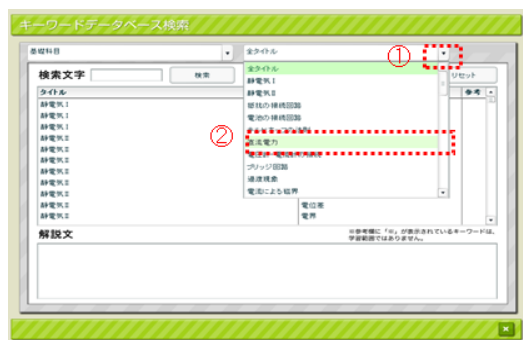 キーワードデータベース検索
基礎科目
全タイトル
①
検索文字
検索
リセット
全タイトル
静電気Ⅰ
静電気Ⅱ
抵抗の接続回路
電池の接続回路
②
直流電力
ブリッジ回路
過渡現象
電流による磁界
タイトル
参考
静電気Ⅰ
静電気Ⅰ
静電気Ⅰ
静電気Ⅰ
静電気Ⅱ
静電気Ⅱ
静電気Ⅱ
静電気Ⅱ
静電気Ⅱ
静電気Ⅱ 電位差
静電気Ⅱ 電界
解説文
※参考欄に「※」が表示されているキーワードは、
学習範囲ではありません。